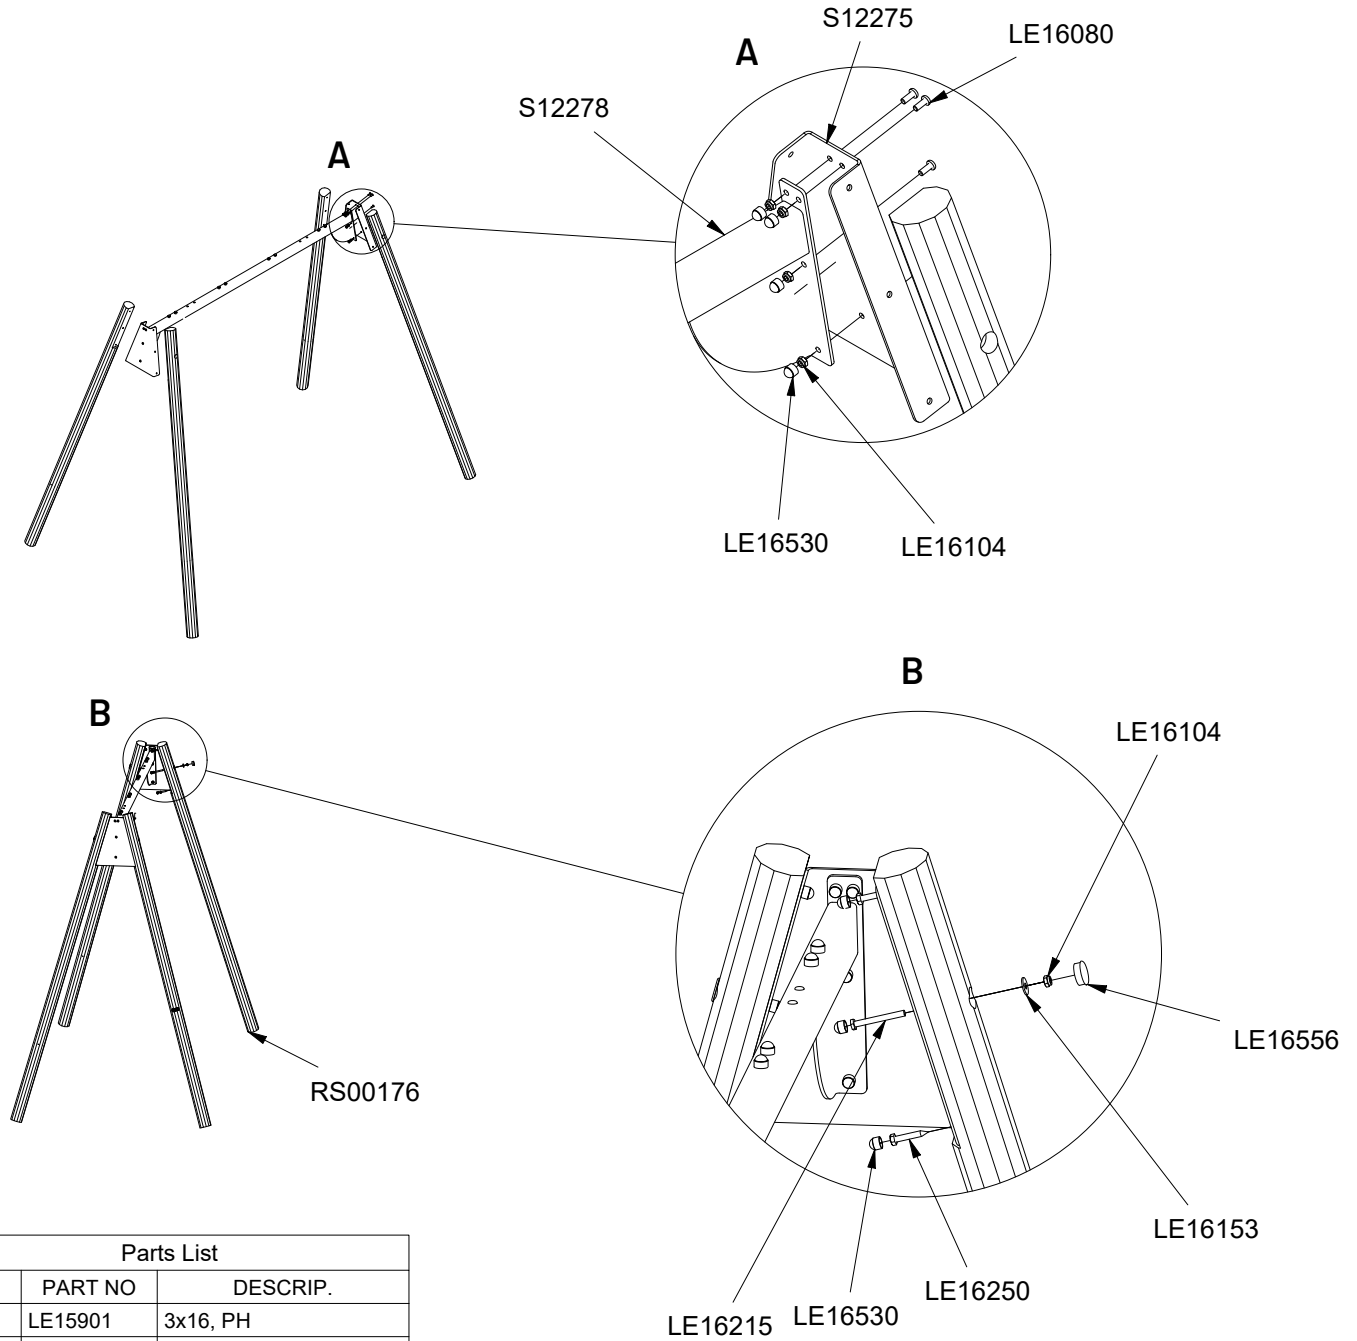 S12275
LE16080
A
S12278
A
LE16530
LE16104
B
B
LE16104
LE16556
RS00176
LE16153
LE16250
LE16530
LE16215
Parts List
PART NO DESCRIP.
LE15901 3x16, PH